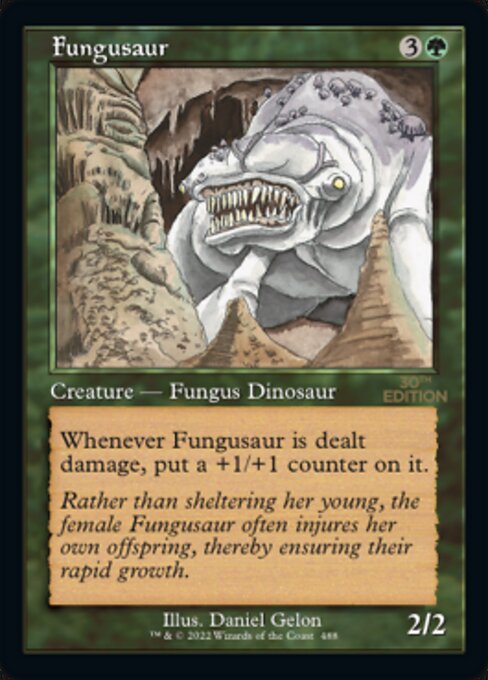 Fungusaur 3
30TH
EDITION
Creature — Fungus Dinosaur
Whenever Fungusaur is dealt
damage, put a +1/+1 counter on it.
Rather than sheltering her young, the
female Fungusaur often injures her
own offspring, thereby ensuring their
rapid growth.
Illus. Daniel Gelon
™ & © 2022 Wizards of the Coast 488
2/2